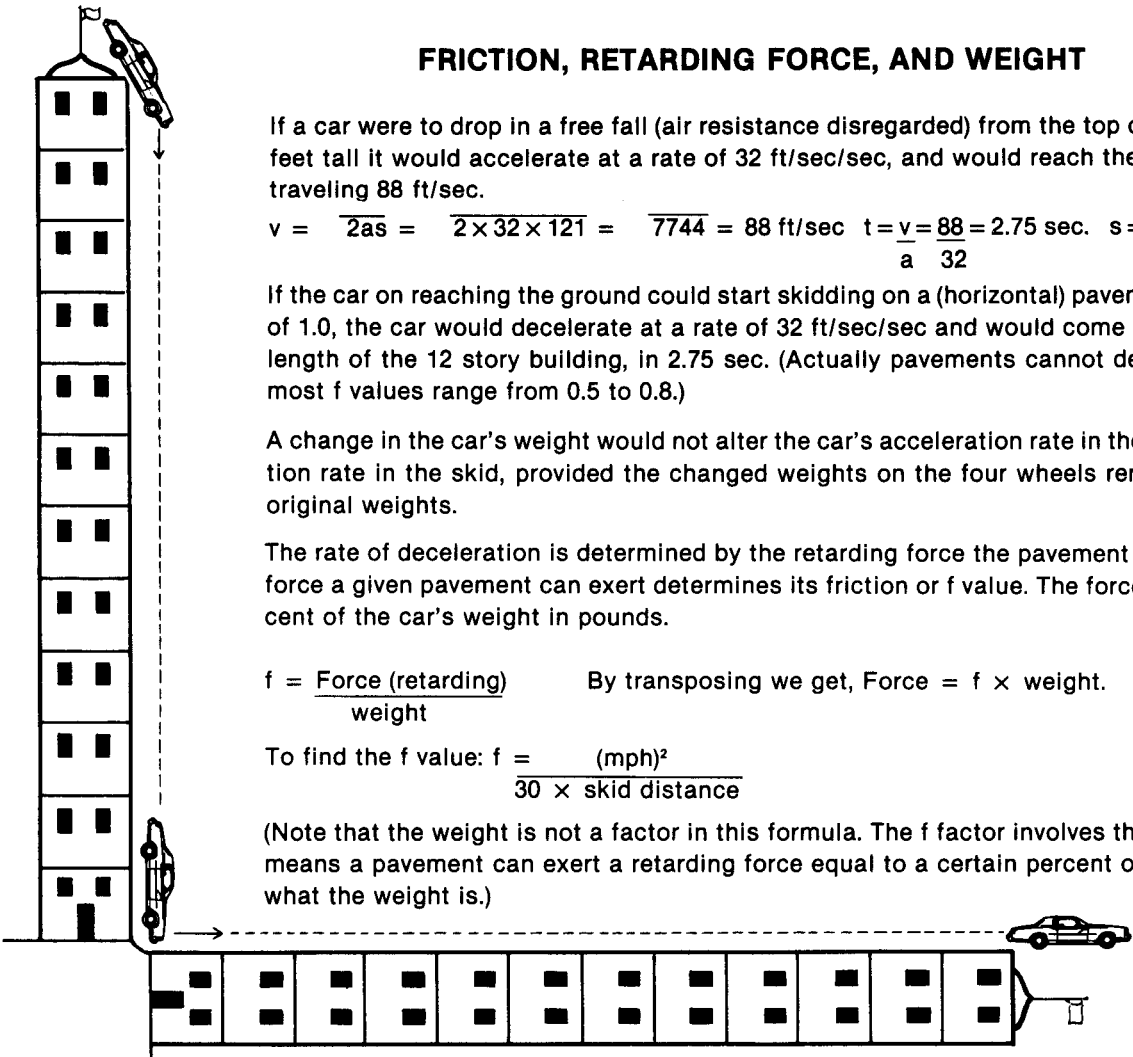 FRICTION, RETARDING FORCE, AND WEIGHT
If a car were to drop in a free fall (air resistance disregarded) from the top
feet tall it would accelerate at a rate of 32 ft/sec/sec, and would reach the
traveling 88 ft/sec.
v = 2as = 2 × 32 × 121 = 7744 = 88 ft/sec t = v = 88 = 2.75 sec. s =
a 32
If the car on reaching the ground could start skidding on a (horizontal)
of 1.0, the car would decelerate at a rate of 32 ft/sec/sec and would come
length of the 12 story building, in 2.75 sec. (Actually pavements cannot
most f values range from 0.5 to 0.8.)
A change in the car's weight would not alter the car's acceleration rate in
tion rate in the skid, provided the changed weights on the four wheels
original weights.
The rate of deceleration is determined by the retarding force the pavement
force a given pavement can exert determines its friction or f value. The
cent of the car's weight in pounds.
f = Force (retarding) By transposing we get, Force = f × weight.
weight
To find the f value: f = (mph)²
30 × skid distance
(Note that the weight is not a factor in this formula. The f factor involves
means a pavement can exert a retarding force equal to a certain percent
what the weight is.)